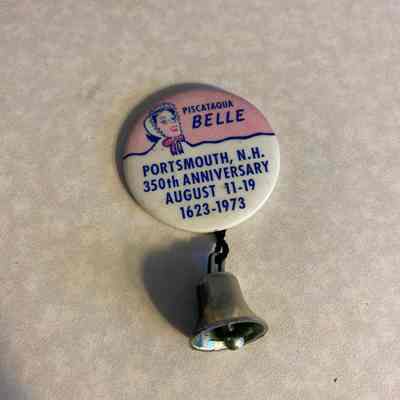 PISCATAQUA
BELLE
PORTSMOUTH, N.H.
350th ANNIVERSARY
AUGUST 11-19
1623-1973